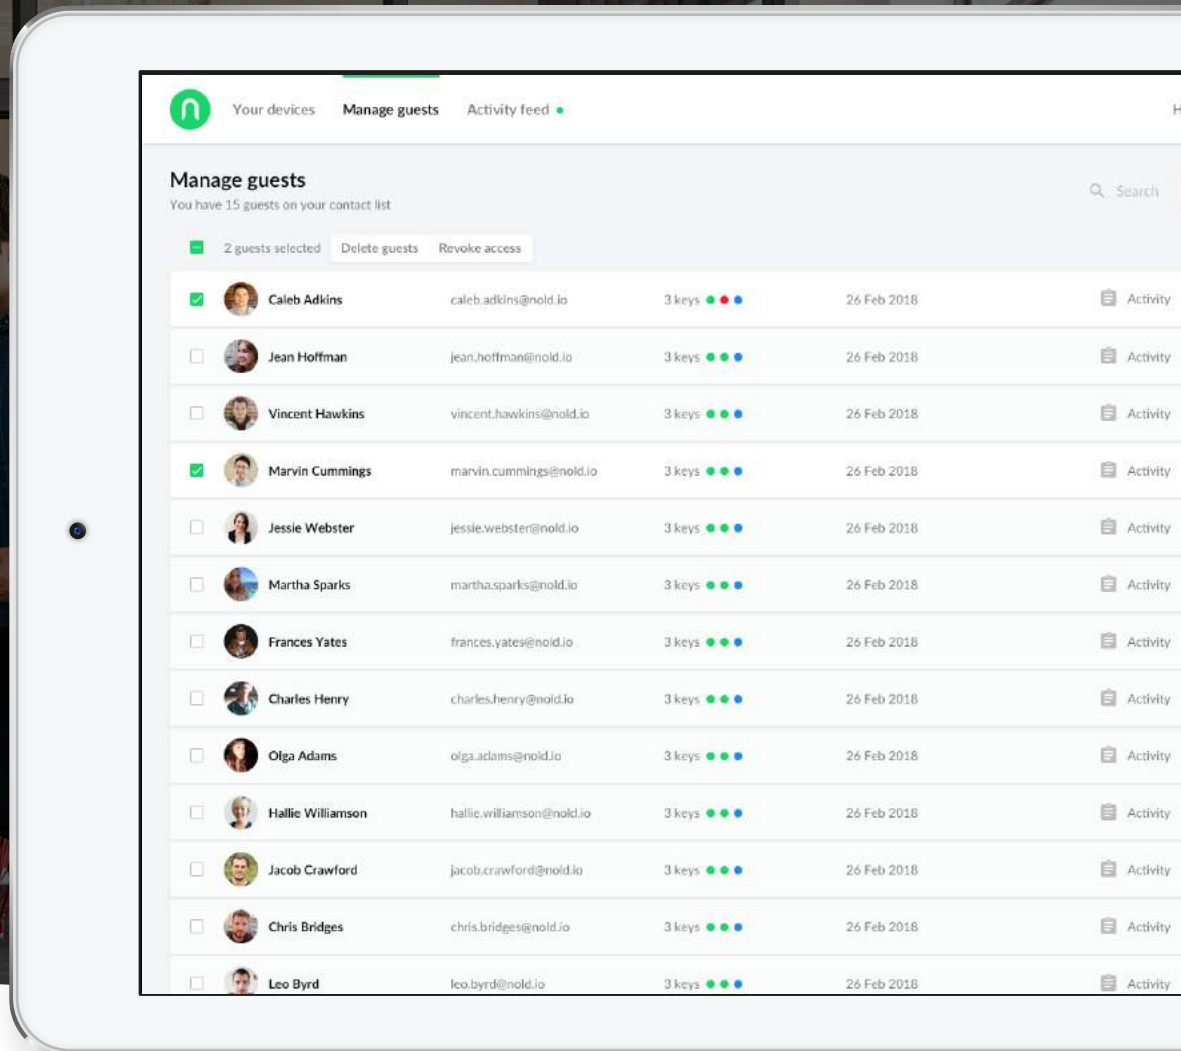 Your devices Manage guests Activity feed
Manage guests
Search
You have 15 guests on your contact list
2 guests selected Delete guests Revoke access
Caleb Adkins caleb.adkins@nold.io 3 keys 26 Feb 2018 Activity
Jean Hoffman jean.hoffman@nold.io 3 keys 26 Feb 2018 Activity
Vincent Hawkins vincent.hawkins@nold.io 3 keys 26 Feb 2018 Activity
Marvin Cummings marvin.cummings@nold.io 3 keys 26 Feb 2018 Activity
Jessie Webster jessie.webster@nold.io 3 keys 26 Feb 2018 Activity
Martha Sparks martha.sparks@nold.io 3 keys 26 Feb 2018 Activity
Frances Yates frances.yates@nold.io 3 keys 26 Feb 2018 Activity
Charles Henry charles.henry@nold.io 3 keys 26 Feb 2018 Activity
Olga Adams olga.adams@nold.io 3 keys 26 Feb 2018 Activity
Hallie Williamson hallie.williamson@nold.io 3 keys 26 Feb 2018 Activity
Jacob Crawford jacob.crawford@nold.io 3 keys 26 Feb 2018 Activity
Chris Bridges chris.bridges@nold.io 3 keys 26 Feb 2018 Activity
Leo Byrd leo.byrd@nold.io 3 keys 26 Feb 2018 Activity